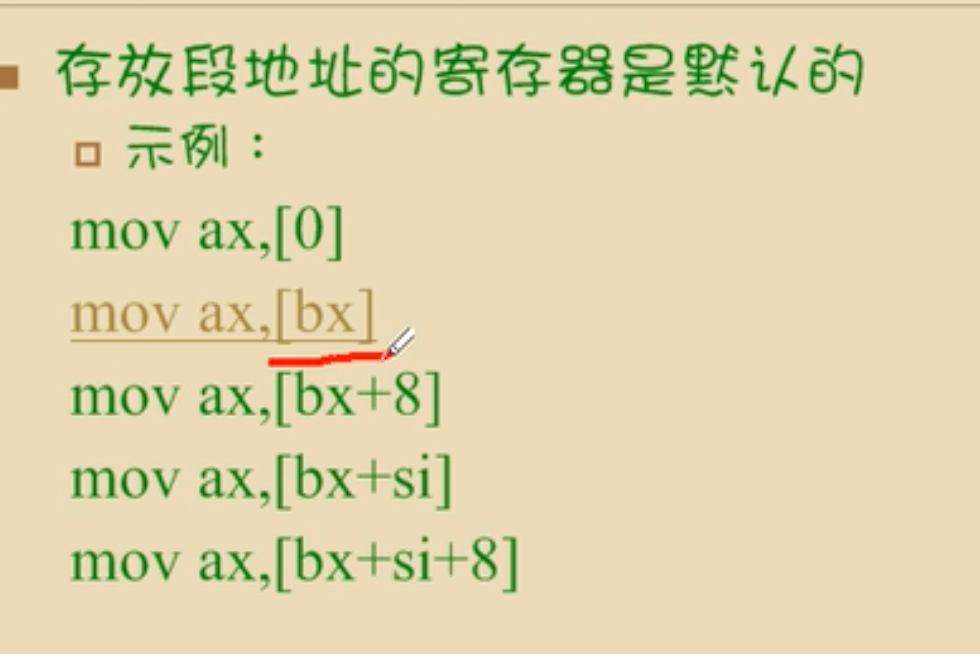 存放段地址的寄存器是默认的
示例：
mov ax,[0]
mov ax,[bx]
mov ax,[bx+8]
mov ax,[bx+si]
mov ax,[bx+si+8]